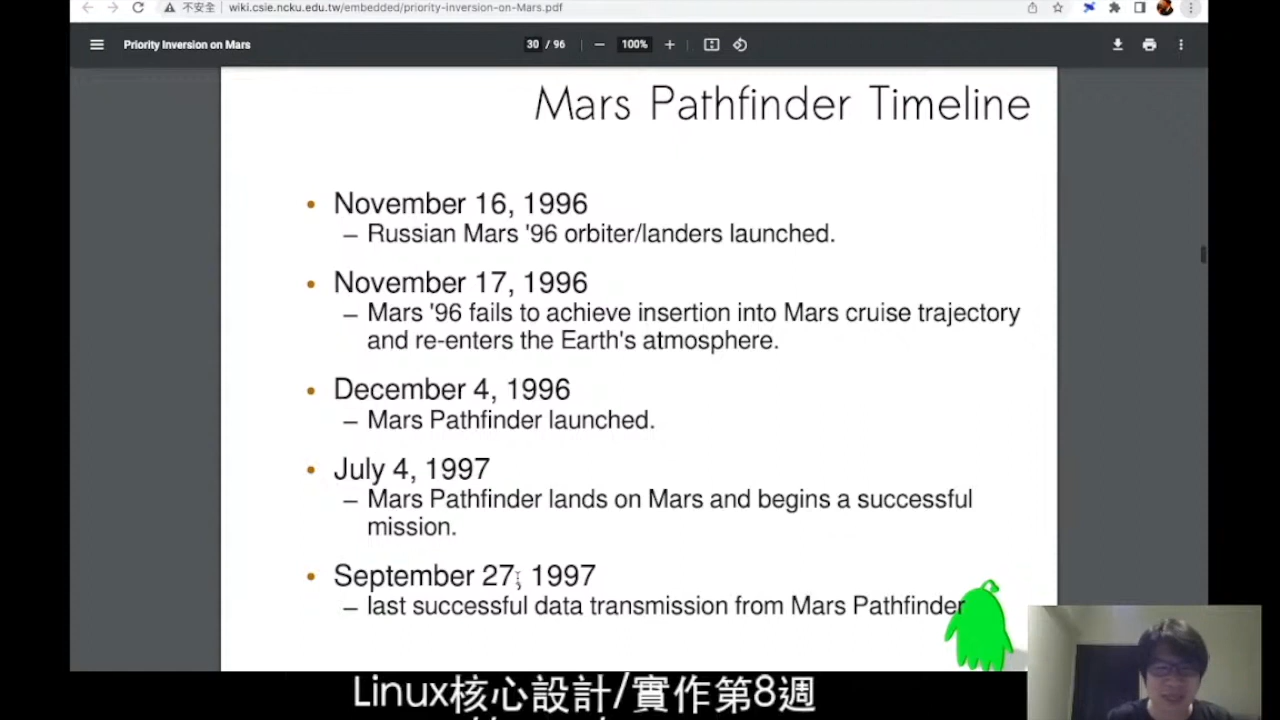 不安全 wiki.csie.ncku.edu.tw/embedded/priority-inversion-on-Mars.pdf
Priority Inversion on Mars 30 / 96 100%
Mars Pathfinder Timeline
• November 16, 1996
– Russian Mars '96 orbiter/landers launched.
• November 17, 1996
– Mars '96 fails to achieve insertion into Mars cruise trajectory
and re-enters the Earth's atmosphere.
• December 4, 1996
– Mars Pathfinder launched.
• July 4, 1997
– Mars Pathfinder lands on Mars and begins a successful
mission.
• September 27, 1997
– last successful data transmission from Mars Pathfinder
Linux核心設計/實作第8週